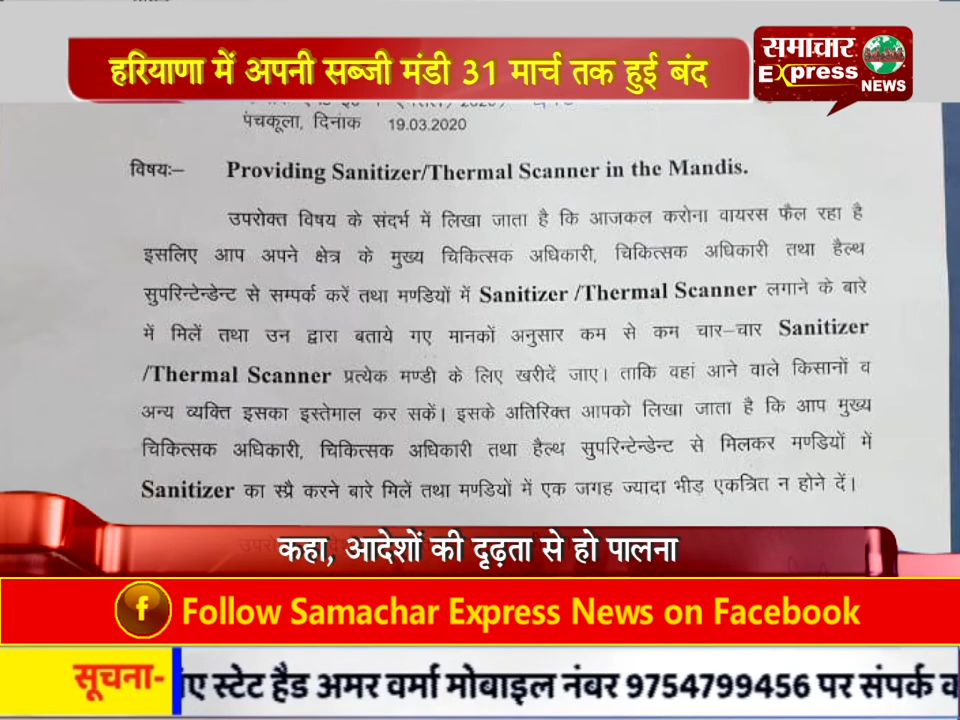 हरियाणा में अपनी सब्जी मंडी 31 मार्च तक हुई बंद
समाचार
Express
NEWS
पंचकूला, दिनांक 19.03.2020
विषयः– Providing Sanitizer/Thermal Scanner in the Mandis.
उपरोक्त विषय के संदर्भ में लिखा जाता है कि आजकल करोना वायरस फैल रहा है
इसलिए आप अपने क्षेत्र के मुख्य चिकित्सक अधिकारी, चिकित्सक अधिकारी तथा हैल्थ
सुपरिन्टेन्डेन्ट से सम्पर्क करें तथा मण्डियों में Sanitizer /Thermal Scanner लगाने के बारे
में मिलें तथा उन द्वारा बताये गए मानकों अनुसार कम से कम चार–चार Sanitizer
/Thermal Scanner प्रत्येक मण्डी के लिए खरीदें जाए। ताकि वहां आने वाले किसानों व
अन्य व्यक्ति इसका इस्तेमाल कर सकें। इसके अतिरिक्त आपको लिखा जाता है कि आप मुख्य
चिकित्सक अधिकारी, चिकित्सक अधिकारी तथा हैल्थ सुपरिन्टेन्डेन्ट से मिलकर मण्डियों में
Sanitizer का स्प्रै करने बारे मिलें तथा मण्डियों में एक जगह ज्यादा भीड़ एकत्रित न होने दें।
कहा, आदेशों की दृढ़ता से हो पालना
f Follow Samachar Express News on Facebook
सूचना- स्टेट हैड अमर वर्मा मोबाइल नंबर 9754799456 पर संपर्क